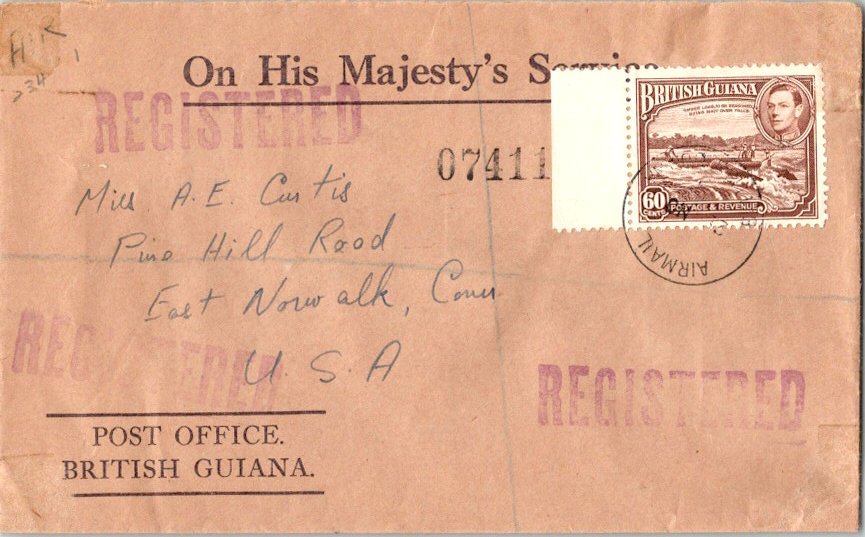 AIR
On His Majesty's Service
REGISTERED
07411
BRITISH GUIANA
60
CENTS
POSTAGE & REVENUE
AIRMAIL
Miss A.E. Curtis
Pine Hill Road
East Norwalk, Conn
U.S.A
REGISTERED
REGISTERED
POST OFFICE.
BRITISH GUIANA.